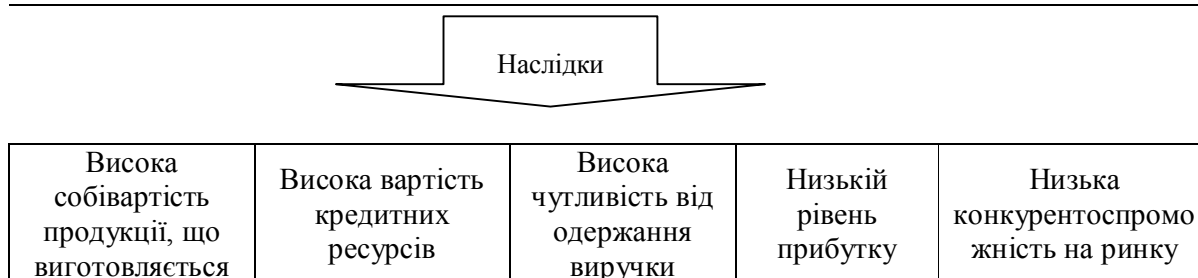 Наслідки
Висока
собівартість
продукції, що
виготовляється
Висока вартість
кредитних
ресурсів
Висока
чутливість від
одержання
виручки
Низькій
рівень
прибутку
Низька
конкурентоспромо
жність на ринку